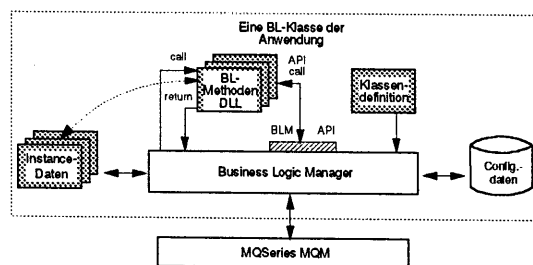 Eine BL-Klasse der
Anwendung
call
API
call
BL-
Methoden
DLL
return
Klassen-
definition
BLM API
Instance-
Daten
Business Logic Manager
Config.-
daten
MQSeries MQM